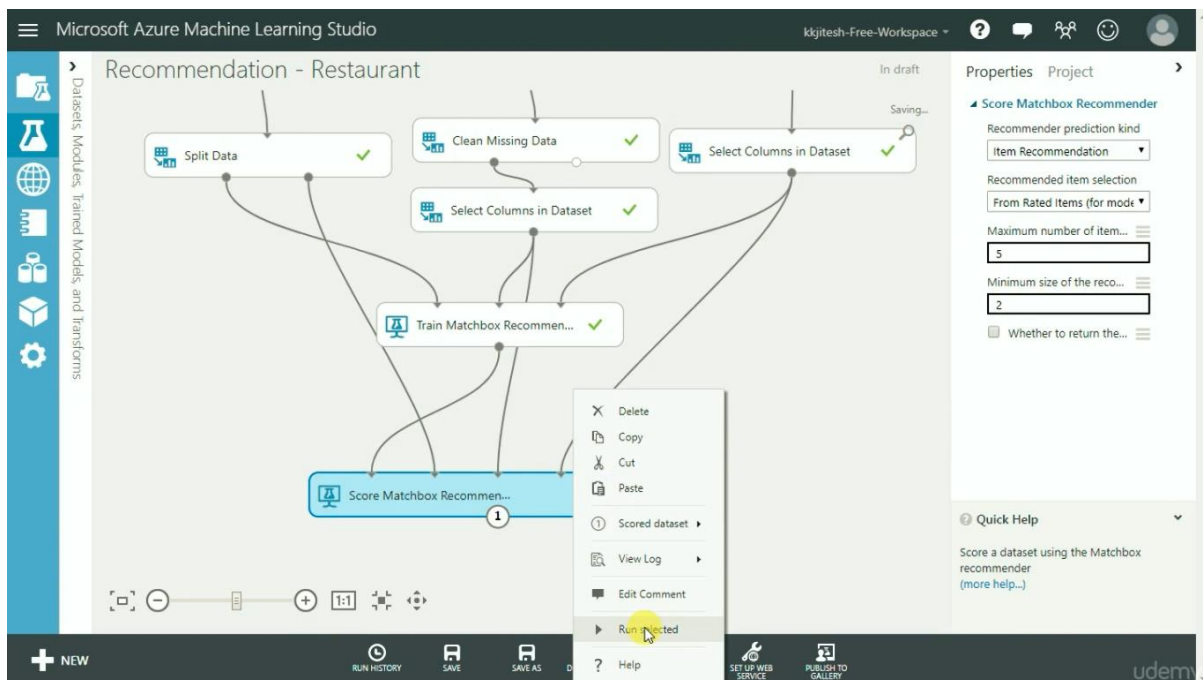 Microsoft Azure Machine Learning Studio
kkjitesh-Free-Workspace
Datasets, Modules, Trained Models, and Transforms
Recommendation - Restaurant
In draft
Saving...
Split Data
Clean Missing Data
Select Columns in Dataset
Select Columns in Dataset
Train Matchbox Recommen...
Score Matchbox Recommen...
1
Delete
Copy
Cut
Paste
1 Scored dataset
View Log
Edit Comment
Run selected
? Help
Properties Project
Score Matchbox Recommender
Recommender prediction kind
Item Recommendation
Recommended item selection
From Rated Items (for mode
Maximum number of item...
5
Minimum size of the reco...
2
Whether to return the...
Quick Help
Score a dataset using the Matchbox
recommender
(more help...)
1:1
NEW
RUN HISTORY
SAVE
SAVE AS
D
SET UP WEB
SERVICE
PUBLISH TO
GALLERY
udemy